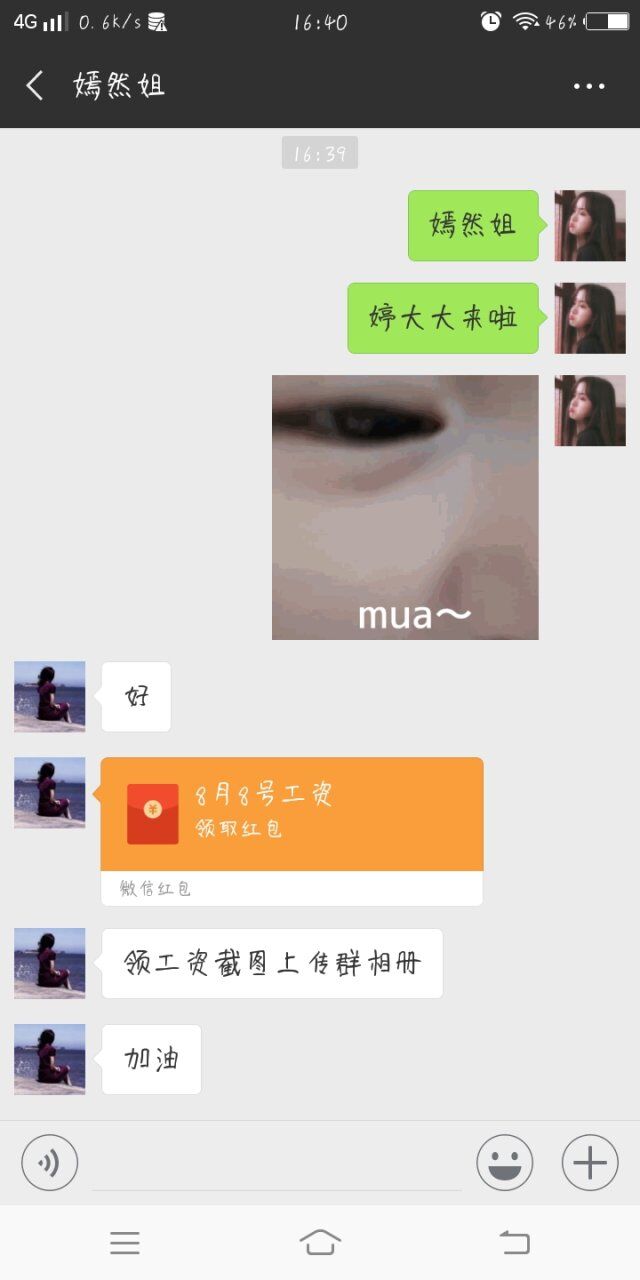 4G 0.6k/s 16:40 46%
嫣然姐
16:39
嫣然姐
婷大大来啦
mua～
好
¥
8月8号工资
领取红包
微信红包
领工资截图上传群相册
加油